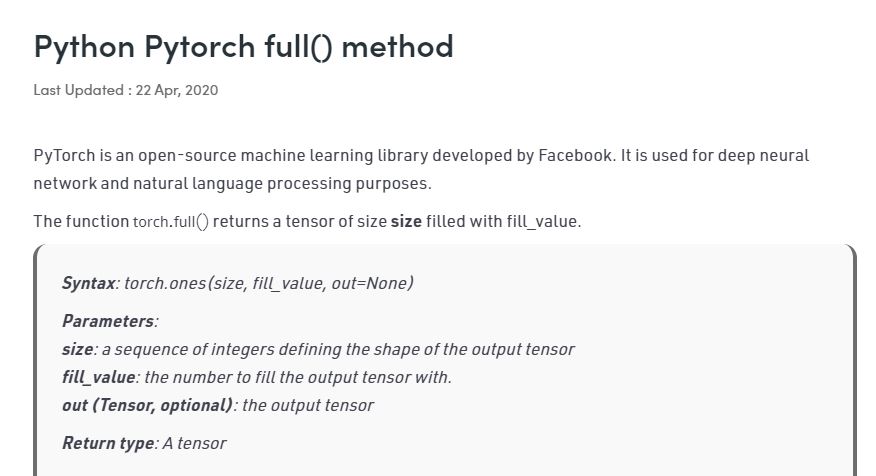 Python Pytorch full() method
Last Updated : 22 Apr, 2020
PyTorch is an open-source machine learning library developed by Facebook. It is used for deep neural
network and natural language processing purposes.
The function torch.full() returns a tensor of size size filled with fill_value.
Syntax: torch.ones(size, fill_value, out=None)
Parameters:
size: a sequence of integers defining the shape of the output tensor
fill_value: the number to fill the output tensor with.
out (Tensor, optional): the output tensor
Return type: A tensor